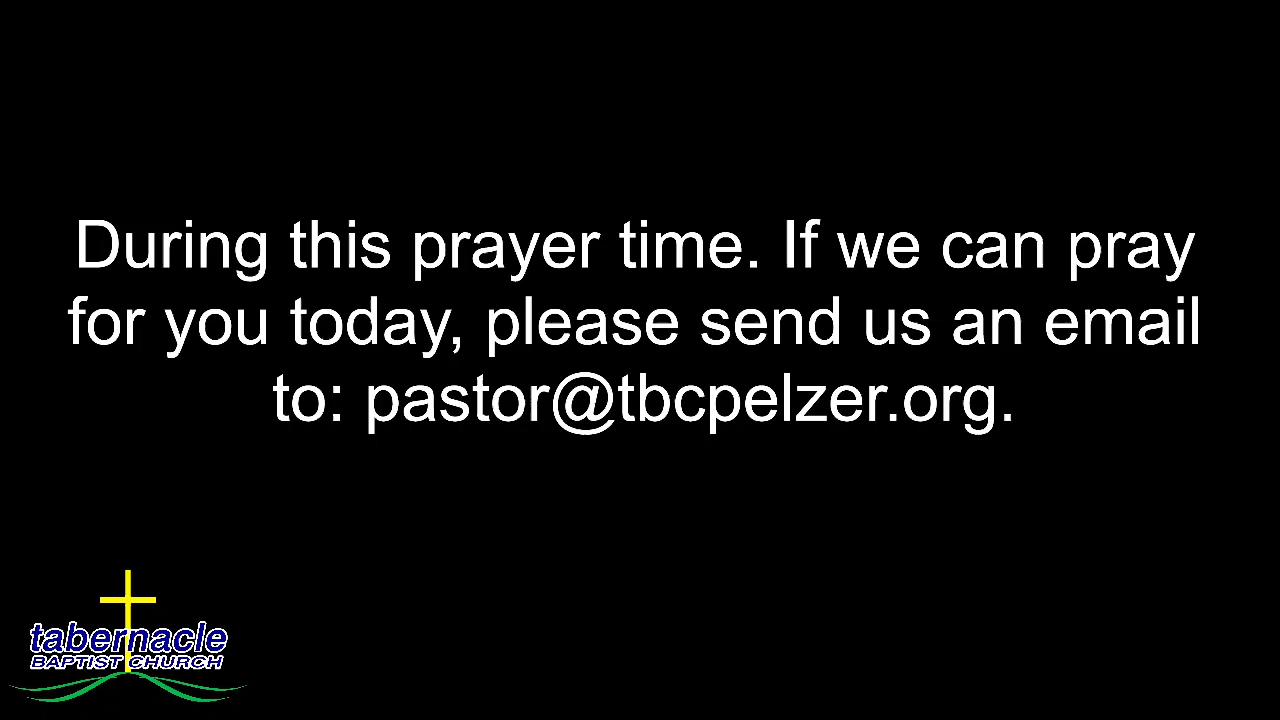 During this prayer time. If we can pray
for you today, please send us an email
to: pastor@tbcpelzer.org.
tabernacle
BAPTIST CHURCH